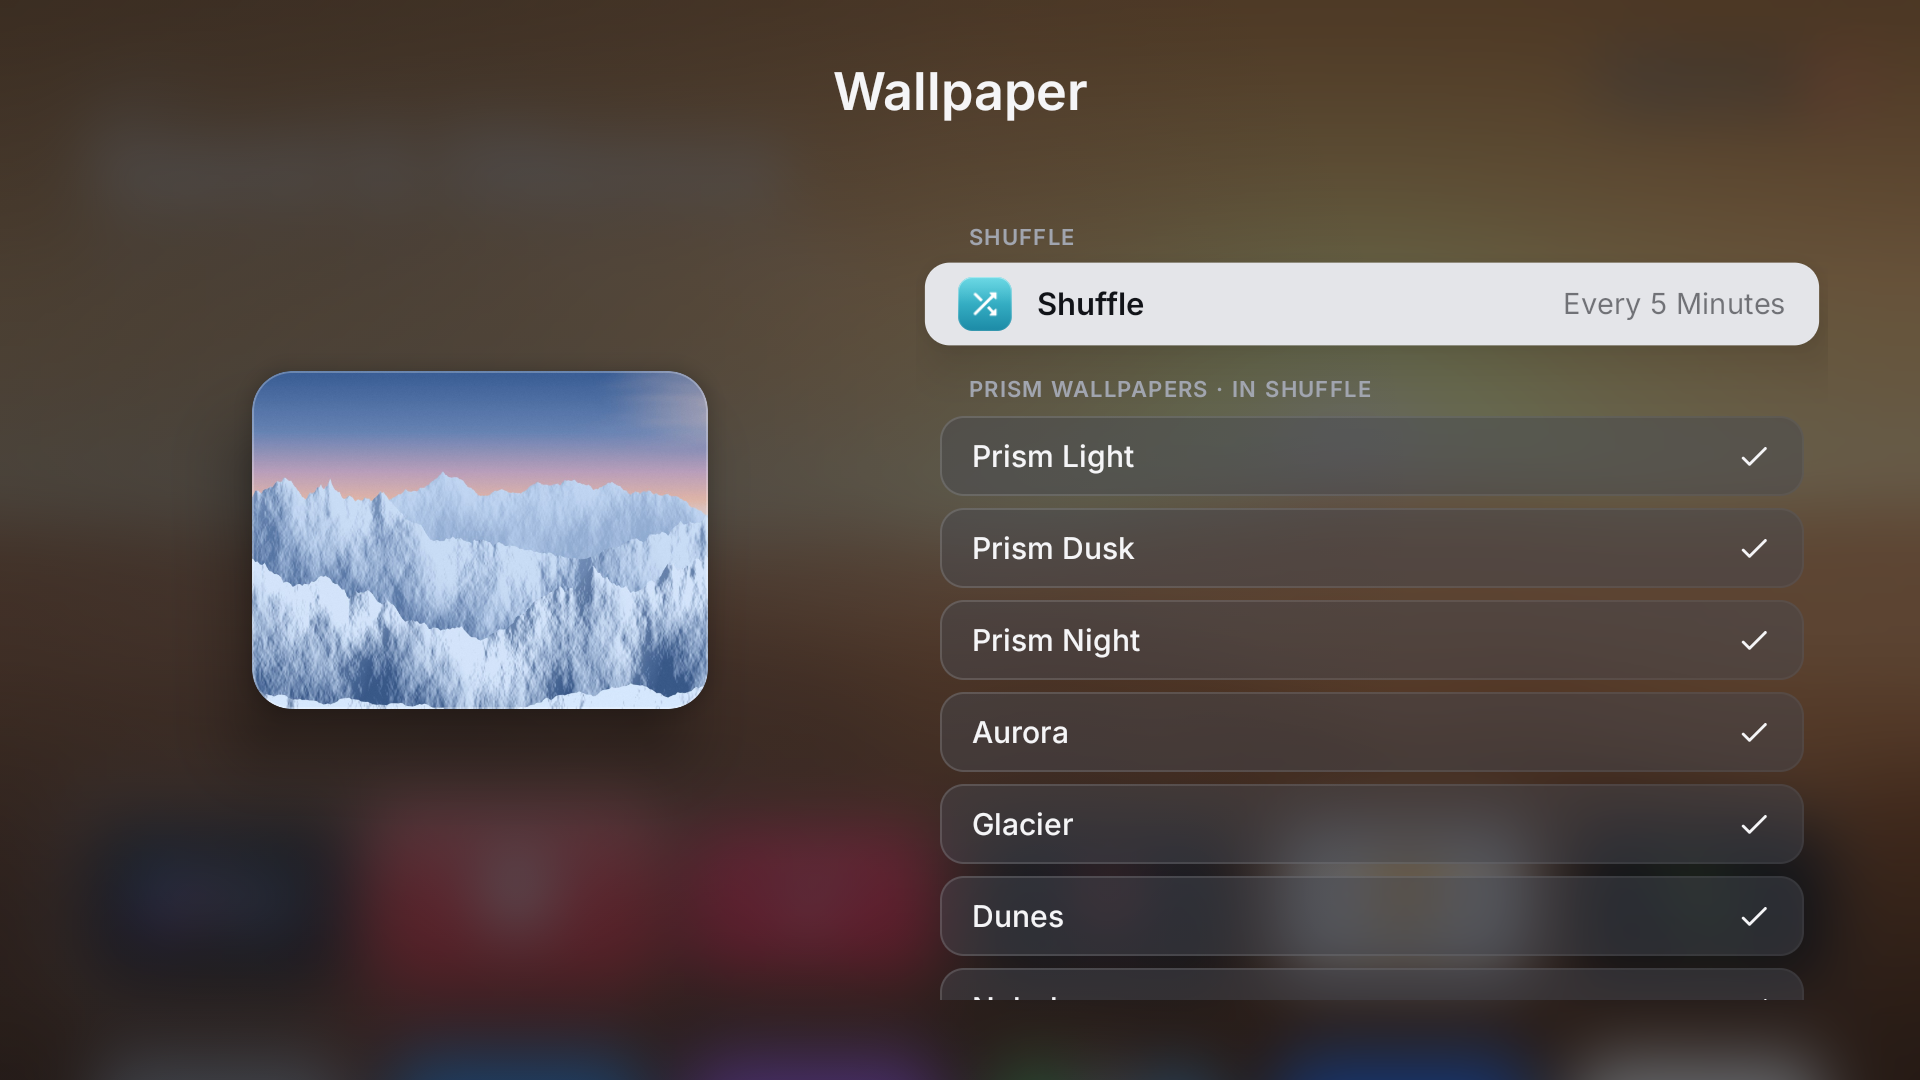 Wallpaper
SHUFFLE
Shuffle Every 5 Minutes
PRISM WALLPAPERS · IN SHUFFLE
Prism Light
Prism Dusk
Prism Night
Aurora
Glacier
Dunes